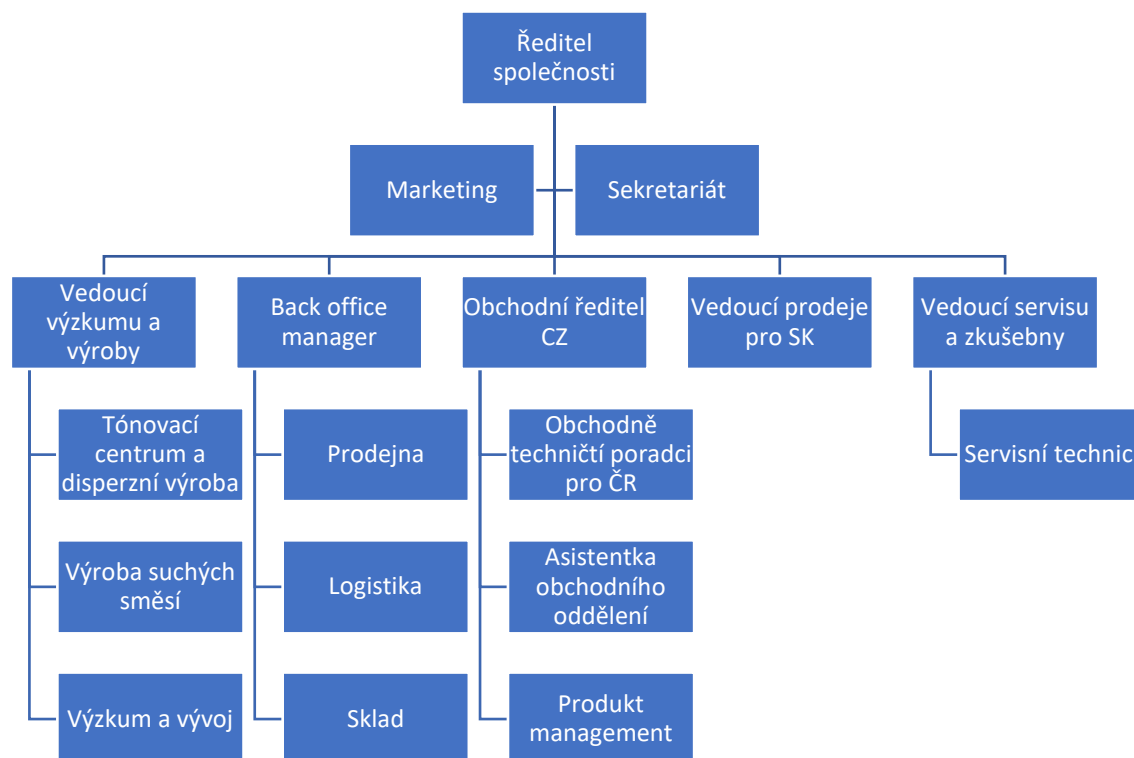 Ředitel
společnosti
Marketing
Sekretariát
Vedoucí
výzkumu a
výroby
Back office
manager
Obchodní ředitel
CZ
Vedoucí prodeje
pro SK
Vedoucí servisu
a zkušebny
Tónovací
centrum a
disperzní výroba
Prodejna
Obchodně
techničtí poradci
pro ČR
Servisní technic
Výroba suchých
směsí
Logistika
Asistentka
obchodního
oddělení
Výzkum a vývoj
Sklad
Produkt
management